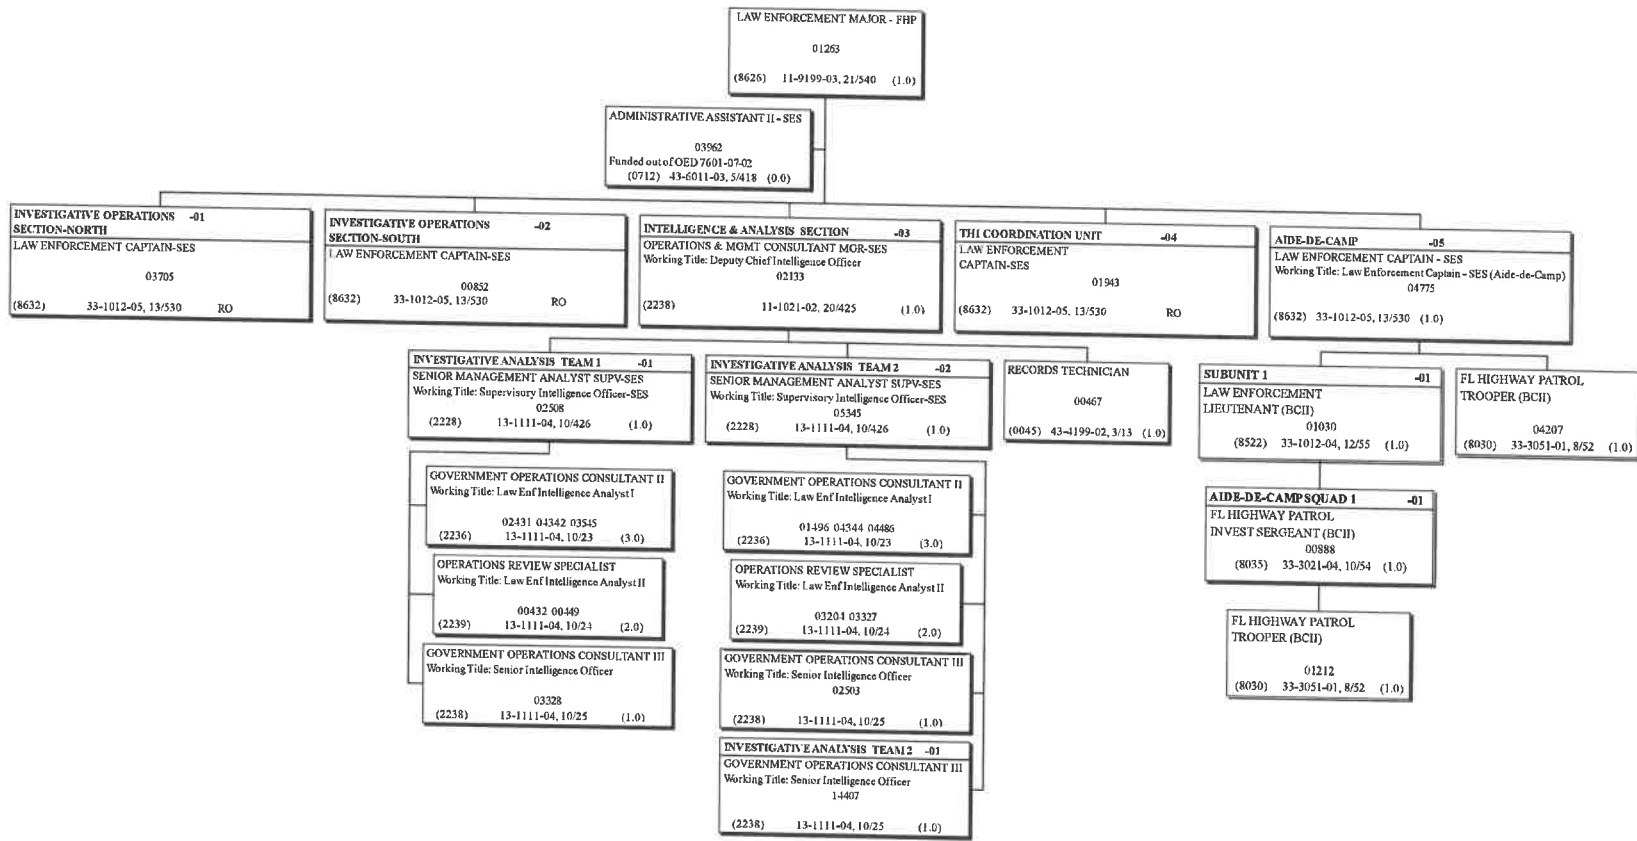 LAW ENFORCEMENT MAJOR - FHP
01263
(8626) 11-9199-03, 21/540 (1.0)
ADMINISTRATIVE ASSISTANT II - SES
03962
Funded out of OED 7601-07-02
(0712) 43-6011-03, 5/418 (0.0)
INVESTIGATIVE OPERATIONS -01
SECTION-NORTH
LAW ENFORCEMENT CAPTAIN-SES
03705
(8632) 33-1012-05, 13/530 RO
INVESTIGATIVE OPERATIONS -02
SECTION-SOUTH
LAW ENFORCEMENT CAPTAIN-SES
00852
(8632) 33-1012-05, 13/530 RO
INTELLIGENCE & ANALYSIS SECTION -03
OPERATIONS & MGMT CONSULTANT MGR-SES
Working Title: Deputy Chief Intelligence Officer
02133
(2238) 11-1021-02, 20/425 (1.0)
THI COORDINATION UNIT -04
LAW ENFORCEMENT
CAPTAIN-SES
01943
(8632) 33-1012-05, 13/530 RO
AIDE-DE-CAMP -05
LAW ENFORCEMENT CAPTAIN - SES
Working Title: Law Enforcement Captain - SES (Aide-de-Camp)
04775
(8632) 33-1012-05, 13/530 (1.0)
INVESTIGATIVE ANALYSIS TEAM 1 -01
SENIOR MANAGEMENT ANALYST SUPV-SES
Working Title: Supervisory Intelligence Officer-SES
02508
(2228) 13-1111-04, 10/426 (1.0)
INVESTIGATIVE ANALYSIS TEAM 2 -02
SENIOR MANAGEMENT ANALYST SUPV-SES
Working Title: Supervisory Intelligence Officer-SES
05345
(2228) 13-1111-04, 10/426 (1.0)
RECORDS TECHNICIAN
00467
(0045) 43-4199-02, 3/13 (1.0)
SUBUNIT 1 -01
LAW ENFORCEMENT
LIEUTENANT (BCII)
01030
(8522) 33-1012-04, 12/55 (1.0)
FL HIGHWAY PATROL
TROOPER (BCII)
04207
(8030) 33-3051-01, 8/52 (1.0)
GOVERNMENT OPERATIONS CONSULTANT II
Working Title: Law Enf Intelligence Analyst I
02431 04342 03545
(2236) 13-1111-04, 10/23 (3.0)
GOVERNMENT OPERATIONS CONSULTANT II
Working Title: Law Enf Intelligence Analyst I
01496 04344 04486
(2236) 13-1111-04, 10/23 (3.0)
AIDE-DE-CAMP SQUAD 1 -01
FL HIGHWAY PATROL
INVEST SERGEANT (BCII)
00888
(8035) 33-3021-04, 10/54 (1.0)
OPERATIONS REVIEW SPECIALIST
Working Title: Law Enf Intelligence Analyst II
00432 00449
(2239) 13-1111-04, 10/24 (2.0)
OPERATIONS REVIEW SPECIALIST
Working Title: Law Enf Intelligence Analyst II
03204 03327
(2239) 13-1111-04, 10/24 (2.0)
FL HIGHWAY PATROL
TROOPER (BCII)
01212
(8030) 33-3051-01, 8/52 (1.0)
GOVERNMENT OPERATIONS CONSULTANT III
Working Title: Senior Intelligence Officer
03328
(2238) 13-1111-04, 10/25 (1.0)
GOVERNMENT OPERATIONS CONSULTANT III
Working Title: Senior Intelligence Officer
02503
(2238) 13-1111-04, 10/25 (1.0)
INVESTIGATIVE ANALYSIS TEAM 2 -01
GOVERNMENT OPERATIONS CONSULTANT III
Working Title: Senior Intelligence Officer
14407
(2238) 13-1111-04, 10/25 (1.0)